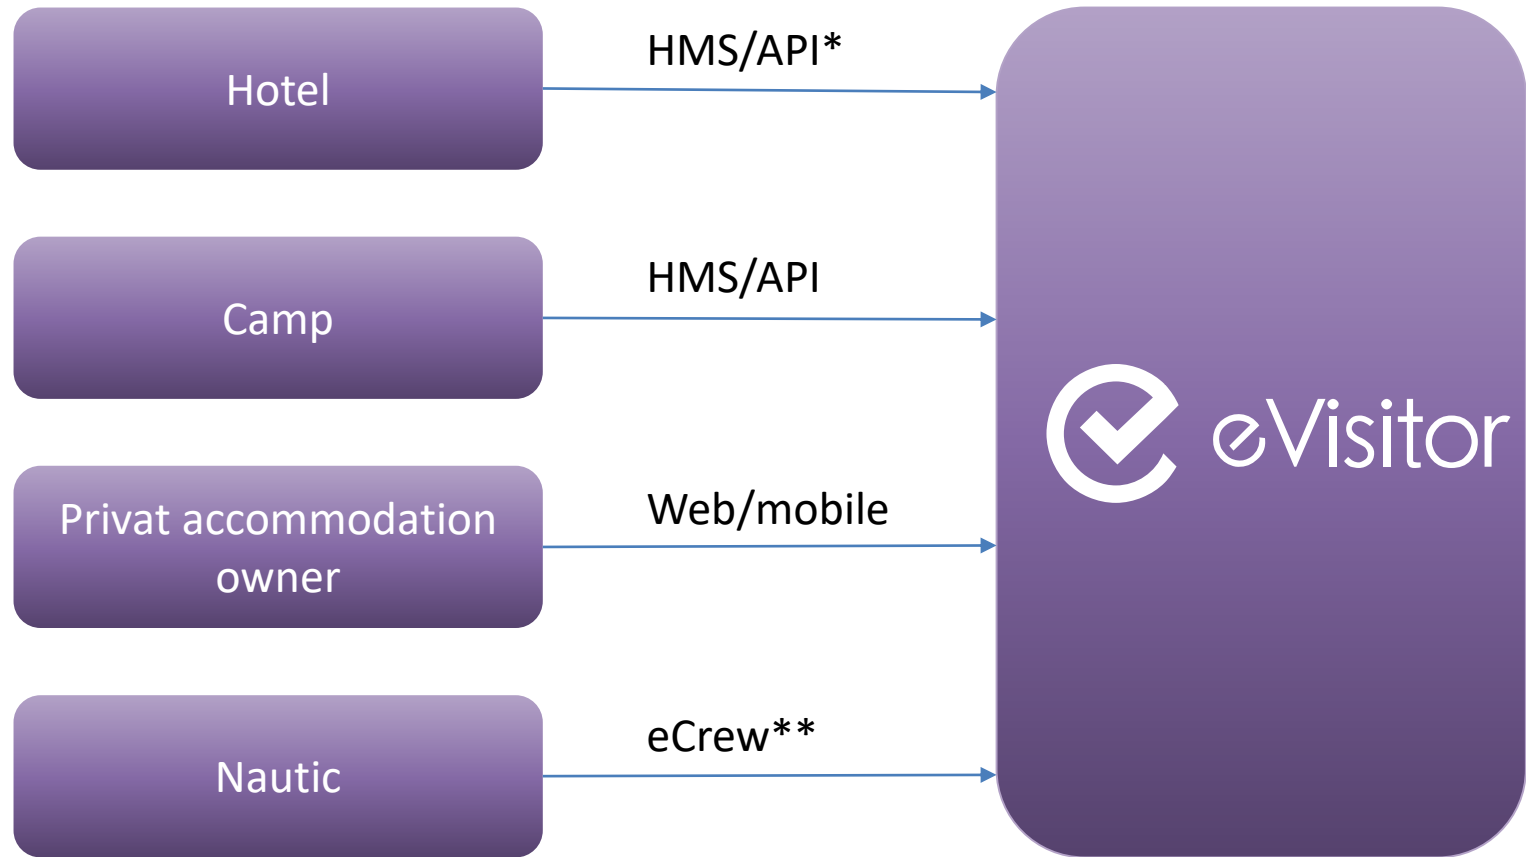 Hotel
HMS/API*
Camp
HMS/API
Privat accommodation
owner
Web/mobile
Nautic
eCrew**
eVisitor